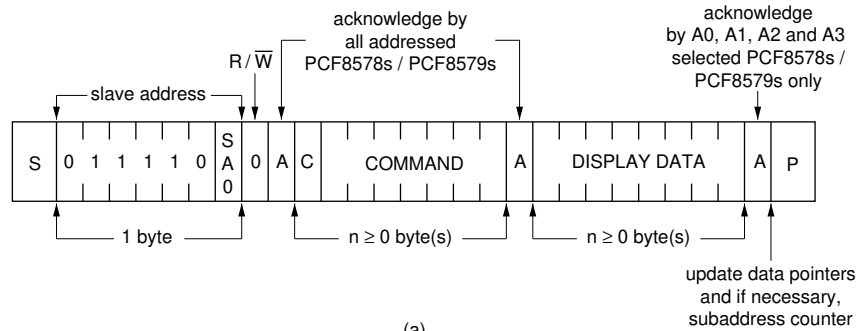 acknowledge by
all addressed
PCF8578s / PCF8579s
acknowledge
by A0, A1, A2 and A3
selected PCF8578s /
PCF8579s only
R / W
slave address
S 0 1 1 1 1 0 S A 0 0 A C COMMAND A DISPLAY DATA A P
1 byte
n ≥ 0 byte(s)
n ≥ 0 byte(s)
update data pointers
and if necessary,
subaddress counter
(a)